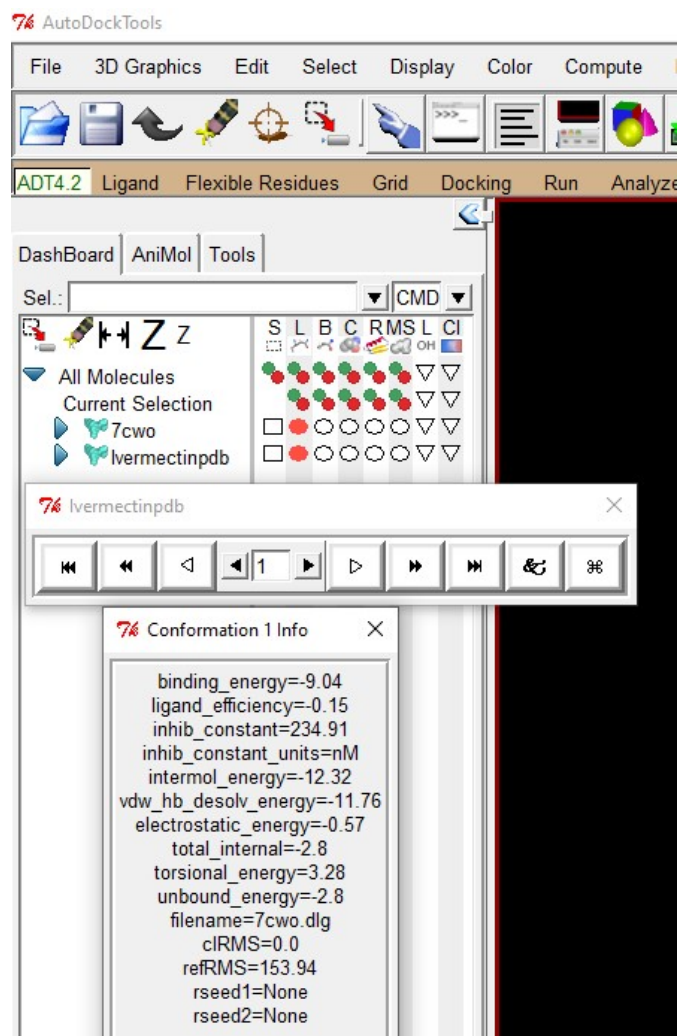 AutoDockTools
File 3D Graphics Edit Select Display Color Compute
ADT4.2 Ligand Flexible Residues Grid Docking Run Analyze
DashBoard AniMol Tools
Sel.: CMD
Z Z S L B C R MS L Cl
OH
All Molecules
Current Selection
7cwo
Ivermectinpdb
Ivermectinpdb
1
Conformation 1 Info
binding_energy=-9.04
ligand_efficiency=-0.15
inhib_constant=234.91
inhib_constant_units=nM
intermol_energy=-12.32
vdw_hb_desolv_energy=-11.76
electrostatic_energy=-0.57
total_internal=-2.8
torsional_energy=3.28
unbound_energy=-2.8
filename=7cwo.dlg
clRMS=0.0
refRMS=153.94
rseed1=None
rseed2=None